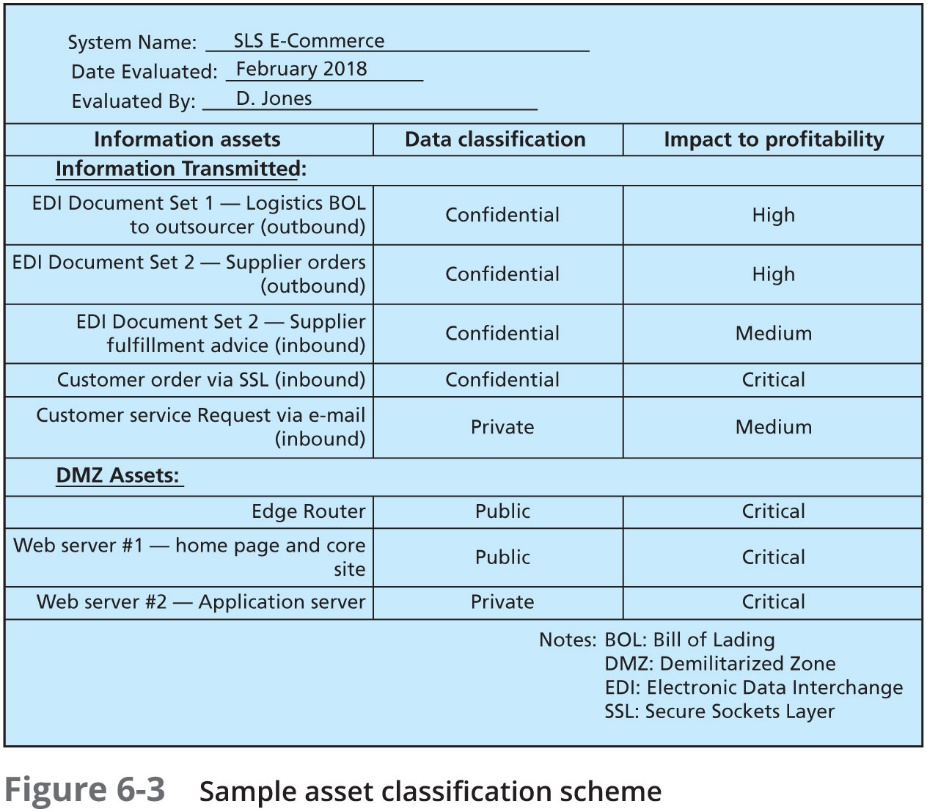 System Name: SLS E-Commerce
Date Evaluated: February 2018
Evaluated By: D. Jones
Information assets Data classification Impact to profitability
Information Transmitted:
EDI Document Set 1 — Logistics BOL
to outsourcer (outbound) Confidential High
EDI Document Set 2 — Supplier orders
(outbound) Confidential High
EDI Document Set 2 — Supplier
fulfillment advice (inbound) Confidential Medium
Customer order via SSL (inbound) Confidential Critical
Customer service Request via e-mail
(inbound) Private Medium
DMZ Assets:
Edge Router Public Critical
Web server #1 — home page and core
site Public Critical
Web server #2 — Application server Private Critical
Notes: BOL: Bill of Lading
DMZ: Demilitarized Zone
EDI: Electronic Data Interchange
SSL: Secure Sockets Layer
Figure 6-3 Sample asset classification scheme